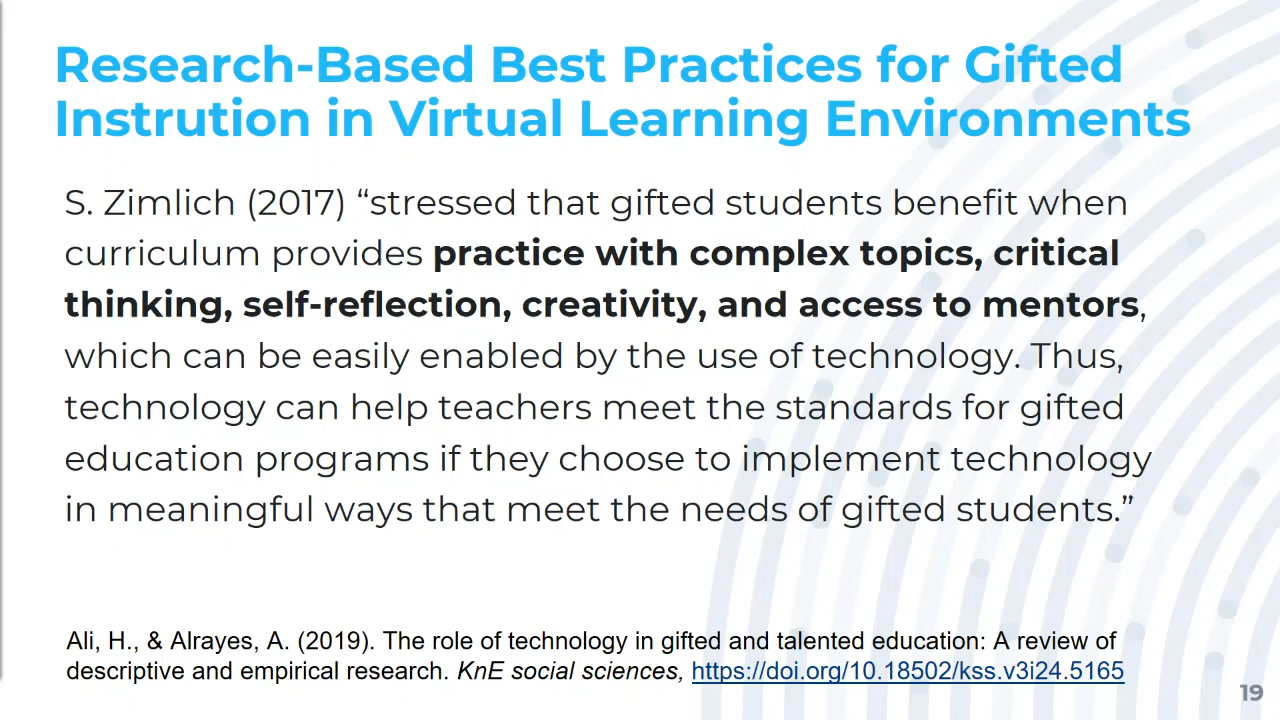 Research-Based Best Practices for Gifted
Instrution in Virtual Learning Environments
S. Zimlich (2017) “stressed that gifted students benefit when
curriculum provides practice with complex topics, critical
thinking, self-reflection, creativity, and access to mentors,
which can be easily enabled by the use of technology. Thus,
technology can help teachers meet the standards for gifted
education programs if they choose to implement technology
in meaningful ways that meet the needs of gifted students.”
Ali, H., & Alrayes, A. (2019). The role of technology in gifted and talented education: A review of
descriptive and empirical research. KnE social sciences, https://doi.org/10.18502/kss.v3i24.5165
19